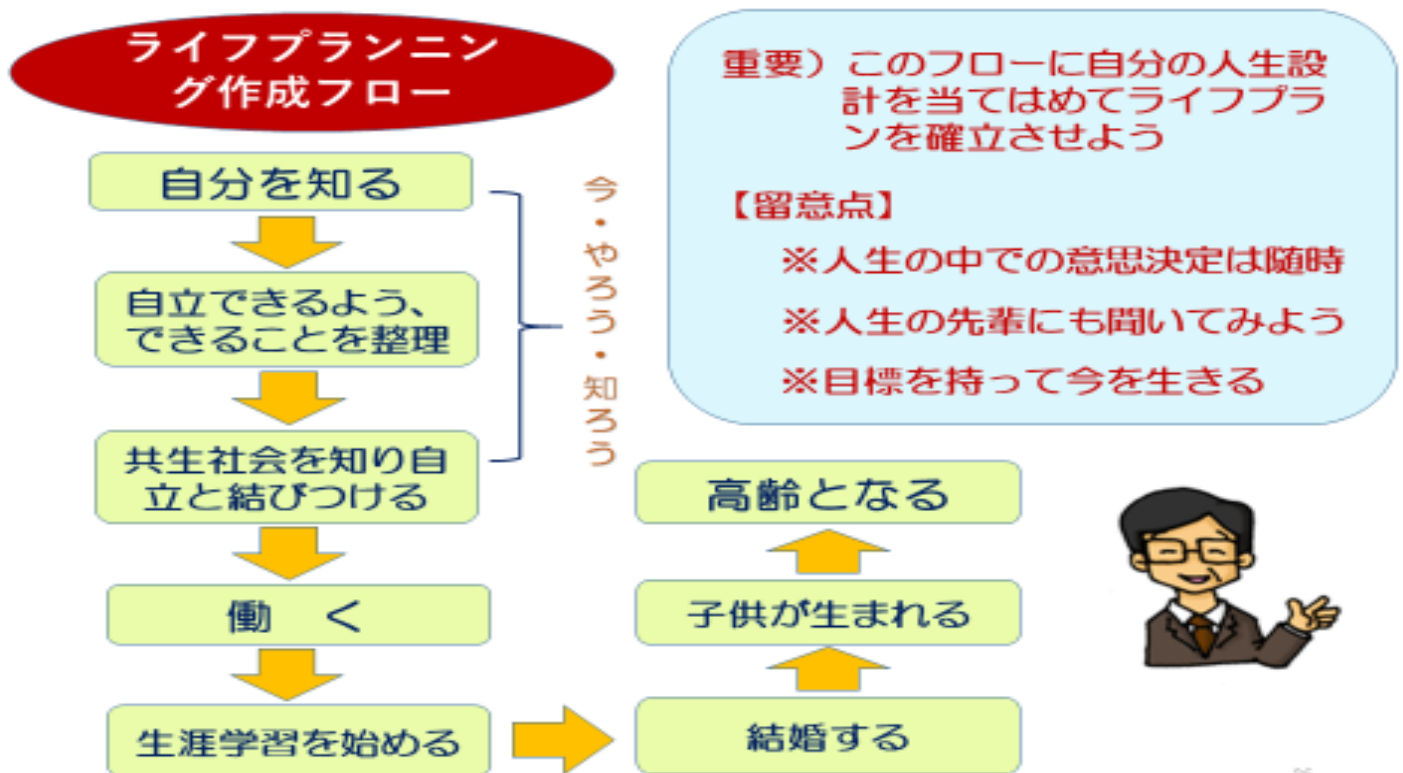 ライフプランニン
グ作成フロー
自分を知る
自立できるよう、
できることを整理
共生社会を知り自
立と結びつける
働　く
生涯学習を始める
今・やろう・知ろう
結婚する
子供が生まれる
高齢となる
重要）このフローに自分の人生設
計を当てはめてライフプラ
ンを確立させよう
【留意点】
※人生の中での意思決定は随時
※人生の先輩にも聞いてみよう
※目標を持って今を生きる